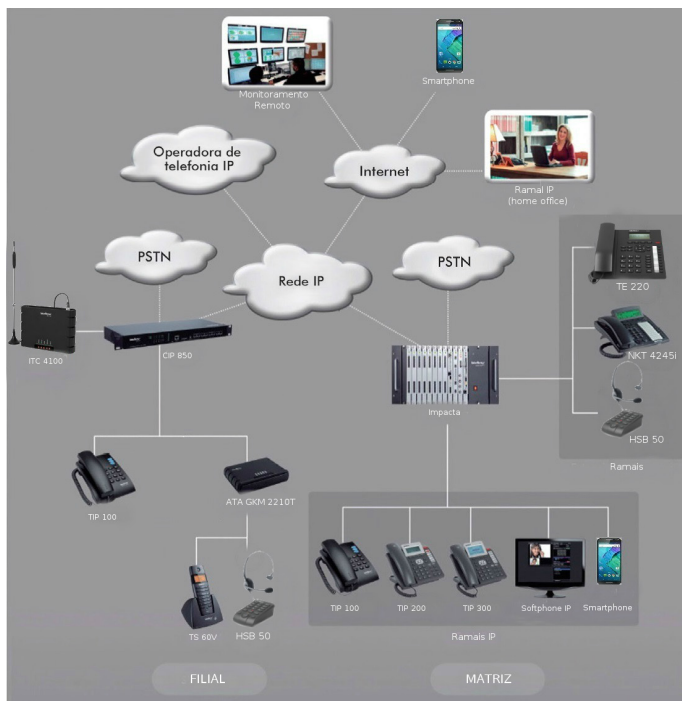 Monitoramento
Remoto
Smartphone
Operadora de
telefonia IP
Internet
Ramal IP
(home office)
PSTN
Rede IP
PSTN
TE 220
ITC 4100
CIP 850
NKT 4245i
Impacta
HSB 50
Ramais
TIP 100
ATA GKM 2210T
TS 60V
HSB 50
TIP 100
TIP 200
TIP 300
Softphone IP
Smartphone
Ramais IP
FILIAL
MATRIZ